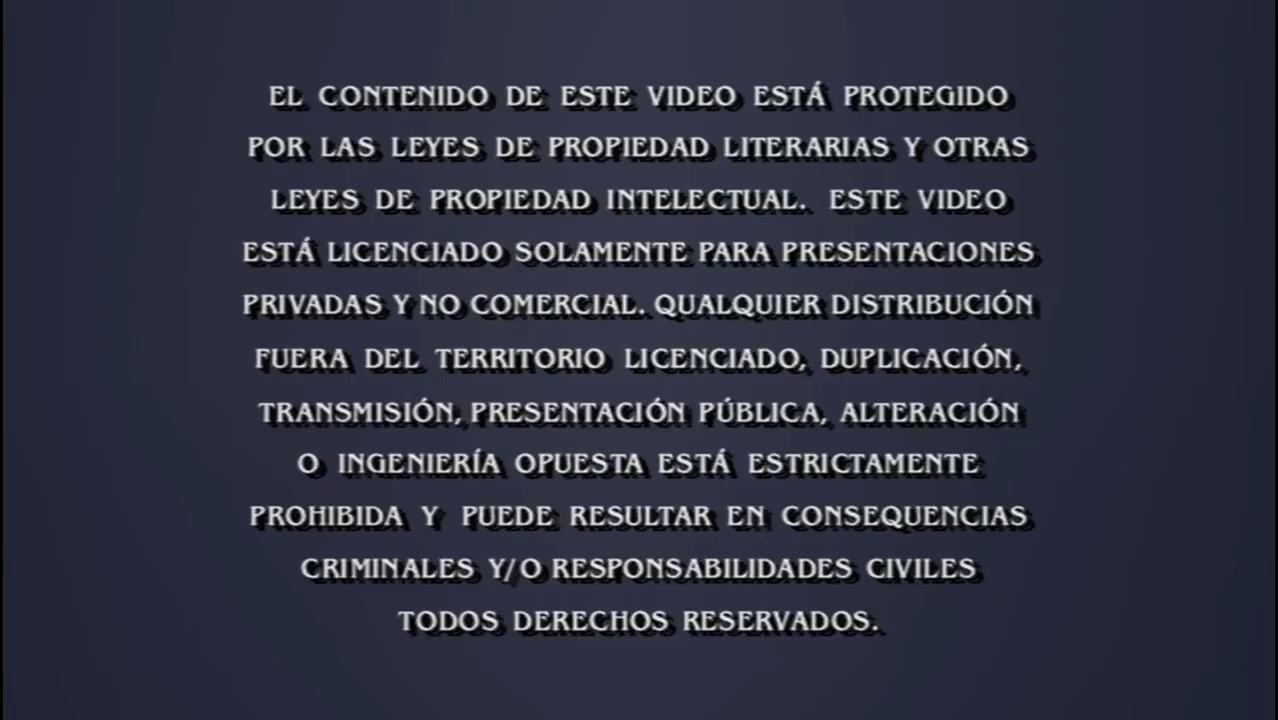 EL CONTENIDO DE ESTE VIDEO ESTÁ PROTEGIDO
POR LAS LEYES DE PROPIEDAD LITERARIAS Y OTRAS
LEYES DE PROPIEDAD INTELECTUAL. ESTE VIDEO
ESTÁ LICENCIADO SOLAMENTE PARA PRESENTACIONES
PRIVADAS Y NO COMERCIAL. QUALQUIER DISTRIBUCIÓN
FUERA DEL TERRITORIO LICENCIADO, DUPLICACIÓN,
TRANSMISIÓN, PRESENTACIÓN PÚBLICA, ALTERACIÓN
O INGENIERÍA OPUESTA ESTÁ ESTRICTAMENTE
PROHIBIDA Y PUEDE RESULTAR EN CONSEQUENCIAS
CRIMINALES Y/O RESPONSABILIDADES CIVILES
TODOS DERECHOS RESERVADOS.